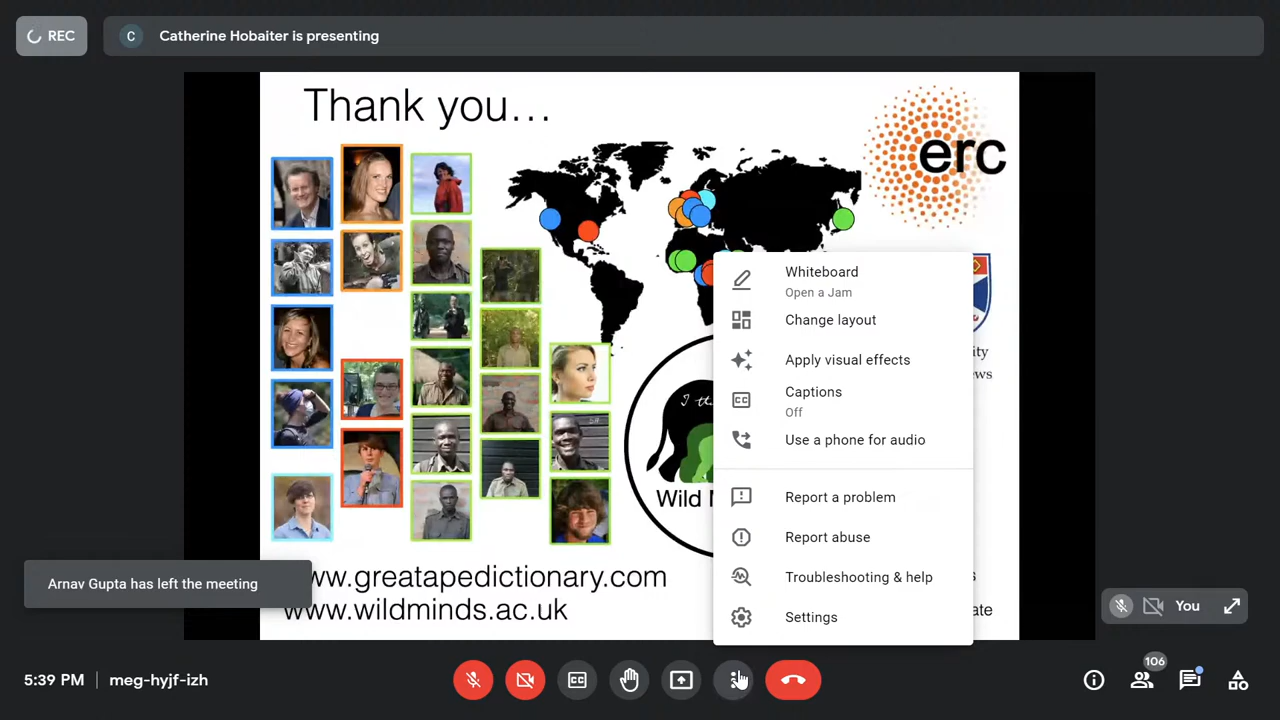 REC
C
Catherine Hobaiter is presenting
Thank you...
erc
Whiteboard
Open a Jam
Change layout
Apply visual effects
Captions
Off
Use a phone for audio
Report a problem
Report abuse
Troubleshooting & help
Settings
I th
Wild
Arnav Gupta has left the meeting
ww.greatapedictionary.com
www.wildminds.ac.uk
You
5:39 PM
meg-hyjf-izh
106